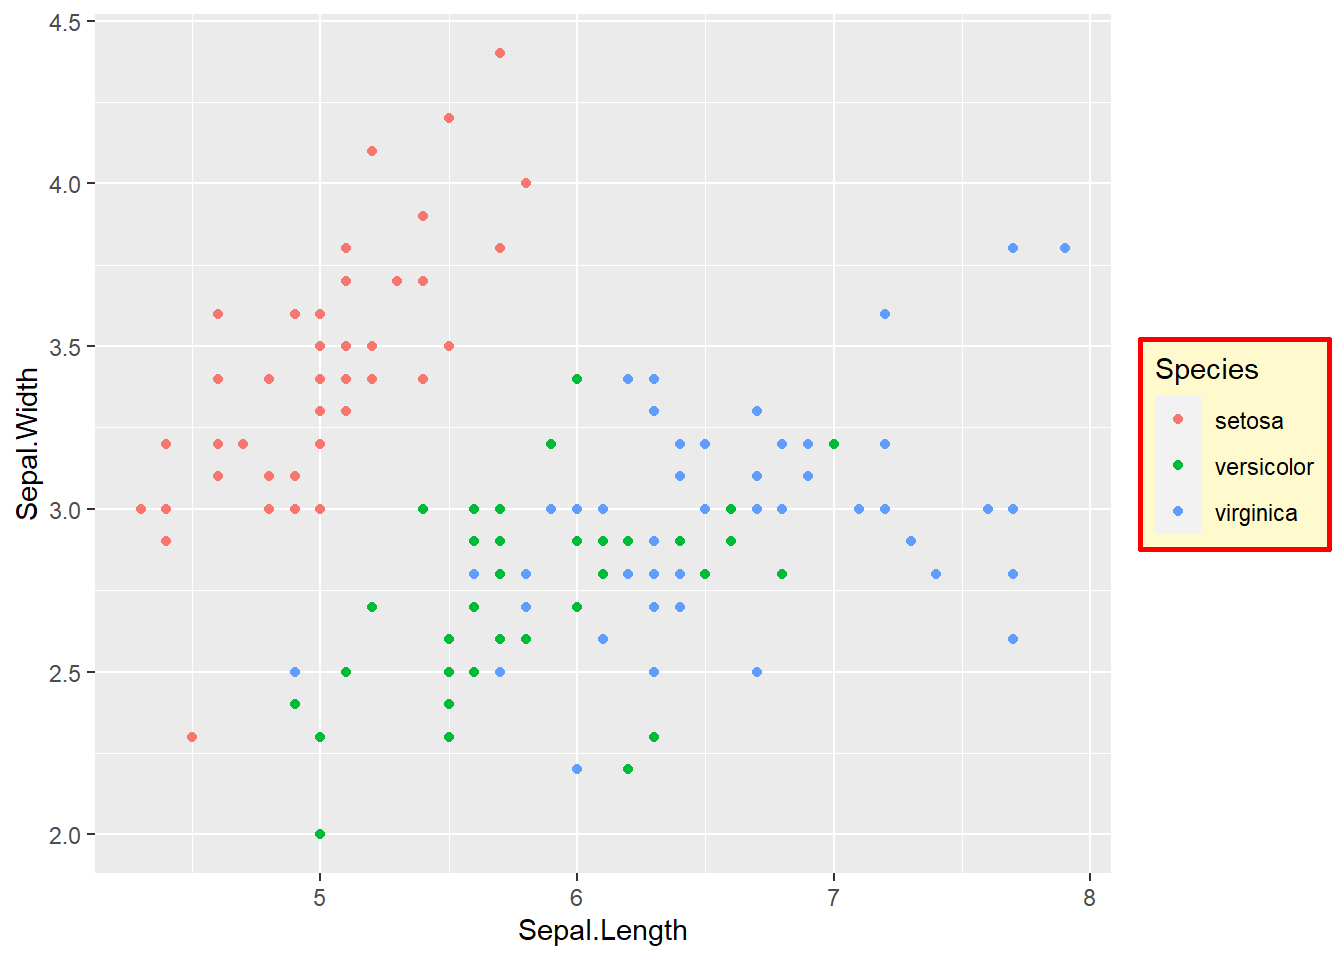 4.5
4.0
3.5
3.0
2.5
2.0
Sepal.Width
5 6 7 8
Sepal.Length
Species
setosa
versicolor
virginica